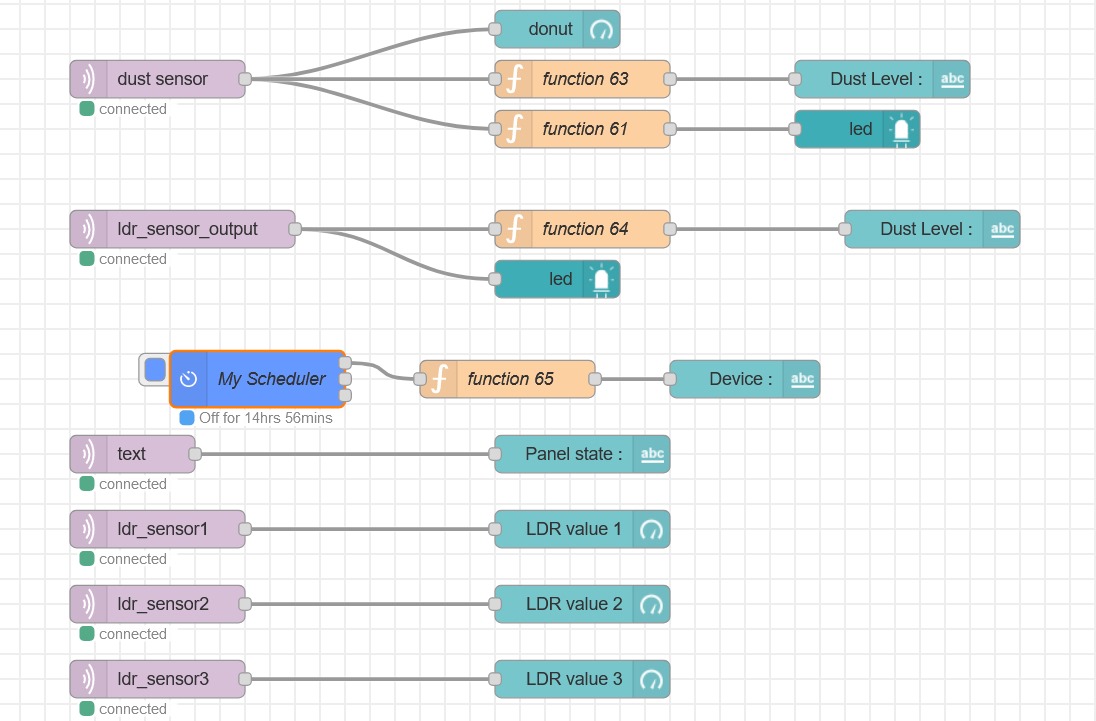 donut
dust sensor
function 63
Dust Level :
abc
connected
function 61
led
ldr_sensor_output
function 64
Dust Level :
abc
connected
led
My Scheduler
function 65
Device :
abc
Off for 14hrs 56mins
text
Panel state :
abc
connected
ldr_sensor1
LDR value 1
connected
ldr_sensor2
LDR value 2
connected
ldr_sensor3
LDR value 3
connected